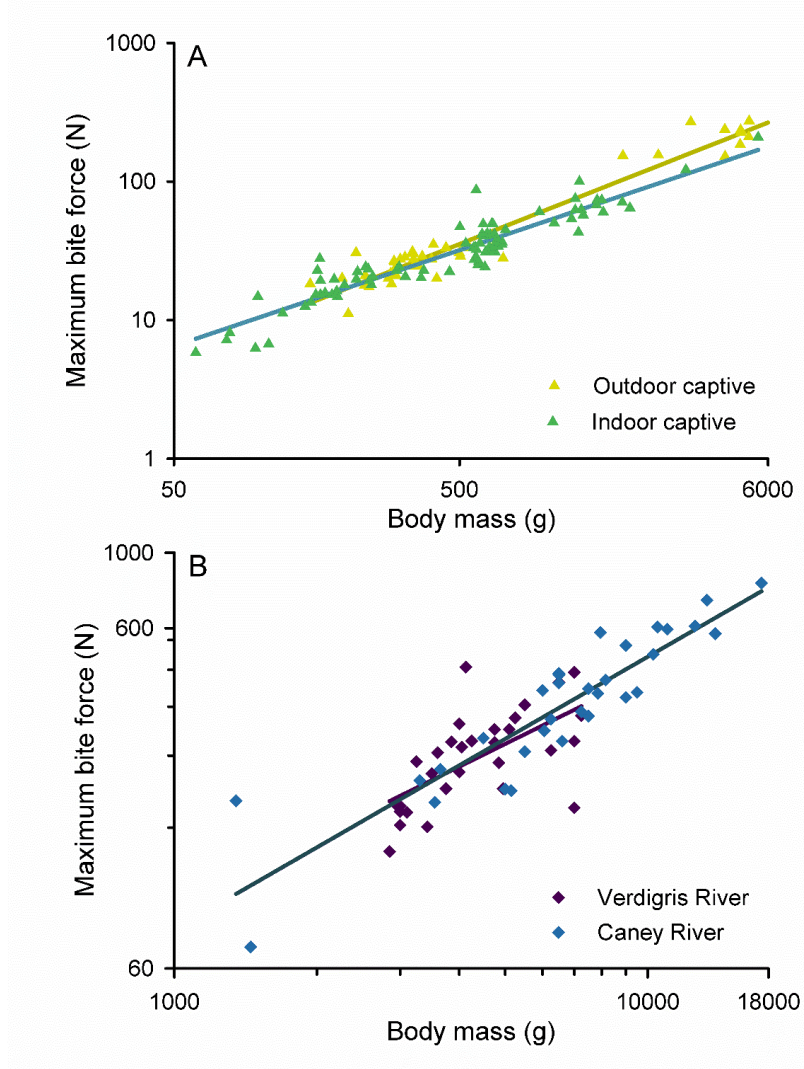 A
1000
100
10
1
Maximum bite force (N)
Outdoor captive
Indoor captive
50 500 6000
Body mass (g)
B
1000
600
60
Maximum bite force (N)
Verdigris River
Caney River
1000 10000 18000
Body mass (g)